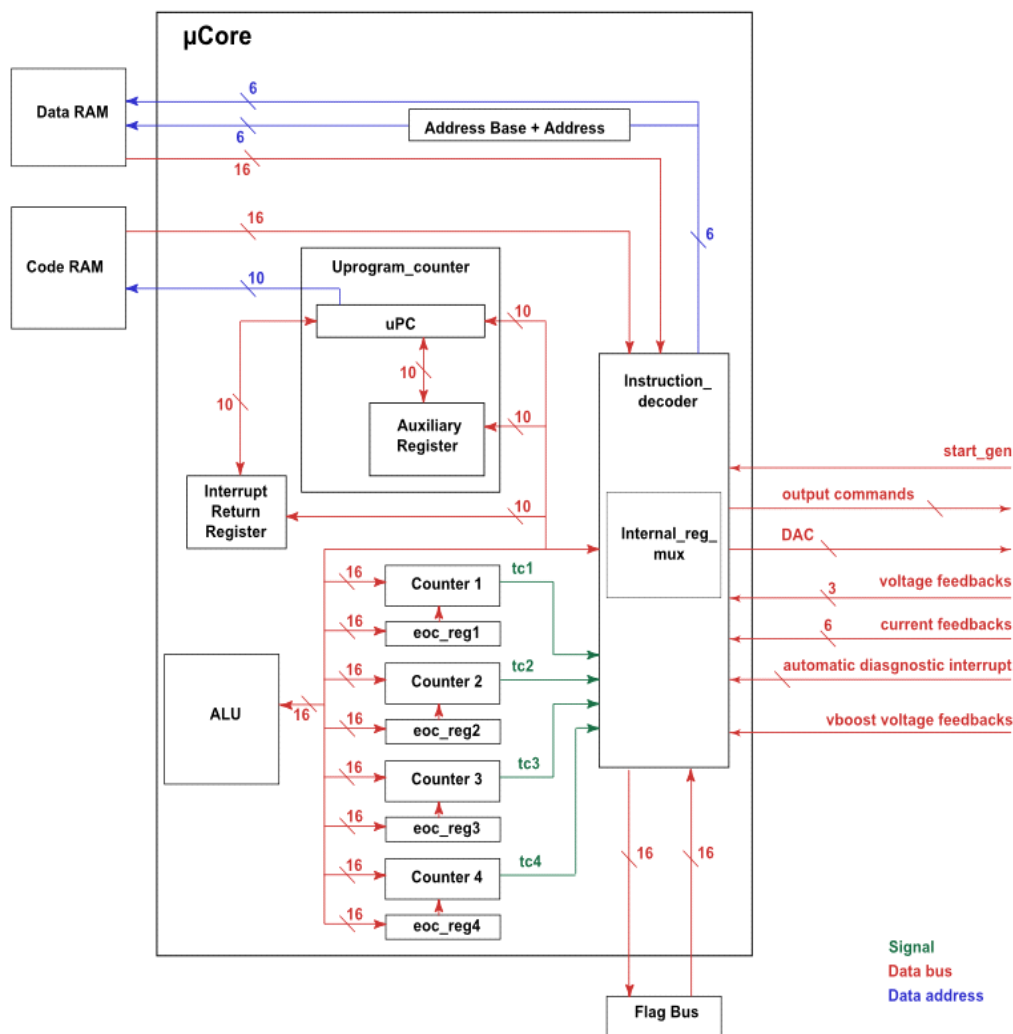 µCore
Data RAM
6
6
Address Base + Address
16
Code RAM
16
10
6
Uprogram_counter
uPC
10
10
10
Auxiliary
Register
10
Interrupt
Return
Register
10
Instruction_
decoder
Internal_reg_
mux
start_gen
output commands
DAC
voltage feedbacks
3
current feedbacks
6
automatic diasgnostic interrupt
vboost voltage feedbacks
16
Counter 1
tc1
16
eoc_reg1
16
Counter 2
tc2
16
eoc_reg2
ALU
16
16
Counter 3
tc3
16
eoc_reg3
16
Counter 4
tc4
16
eoc_reg4
16
16
Flag Bus
Signal
Data bus
Data address